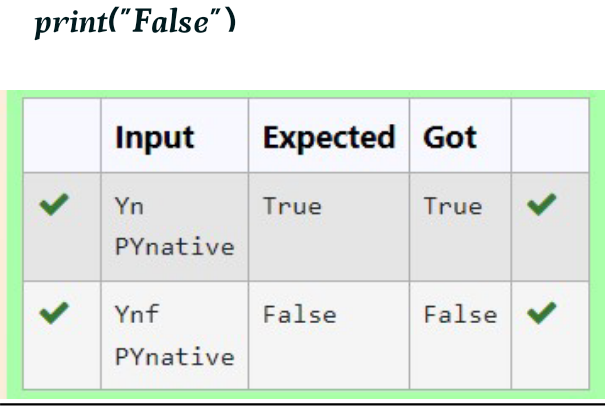 print("False")
Input Expected Got
Yn True True
PYnative
Ynf False False
PYnative